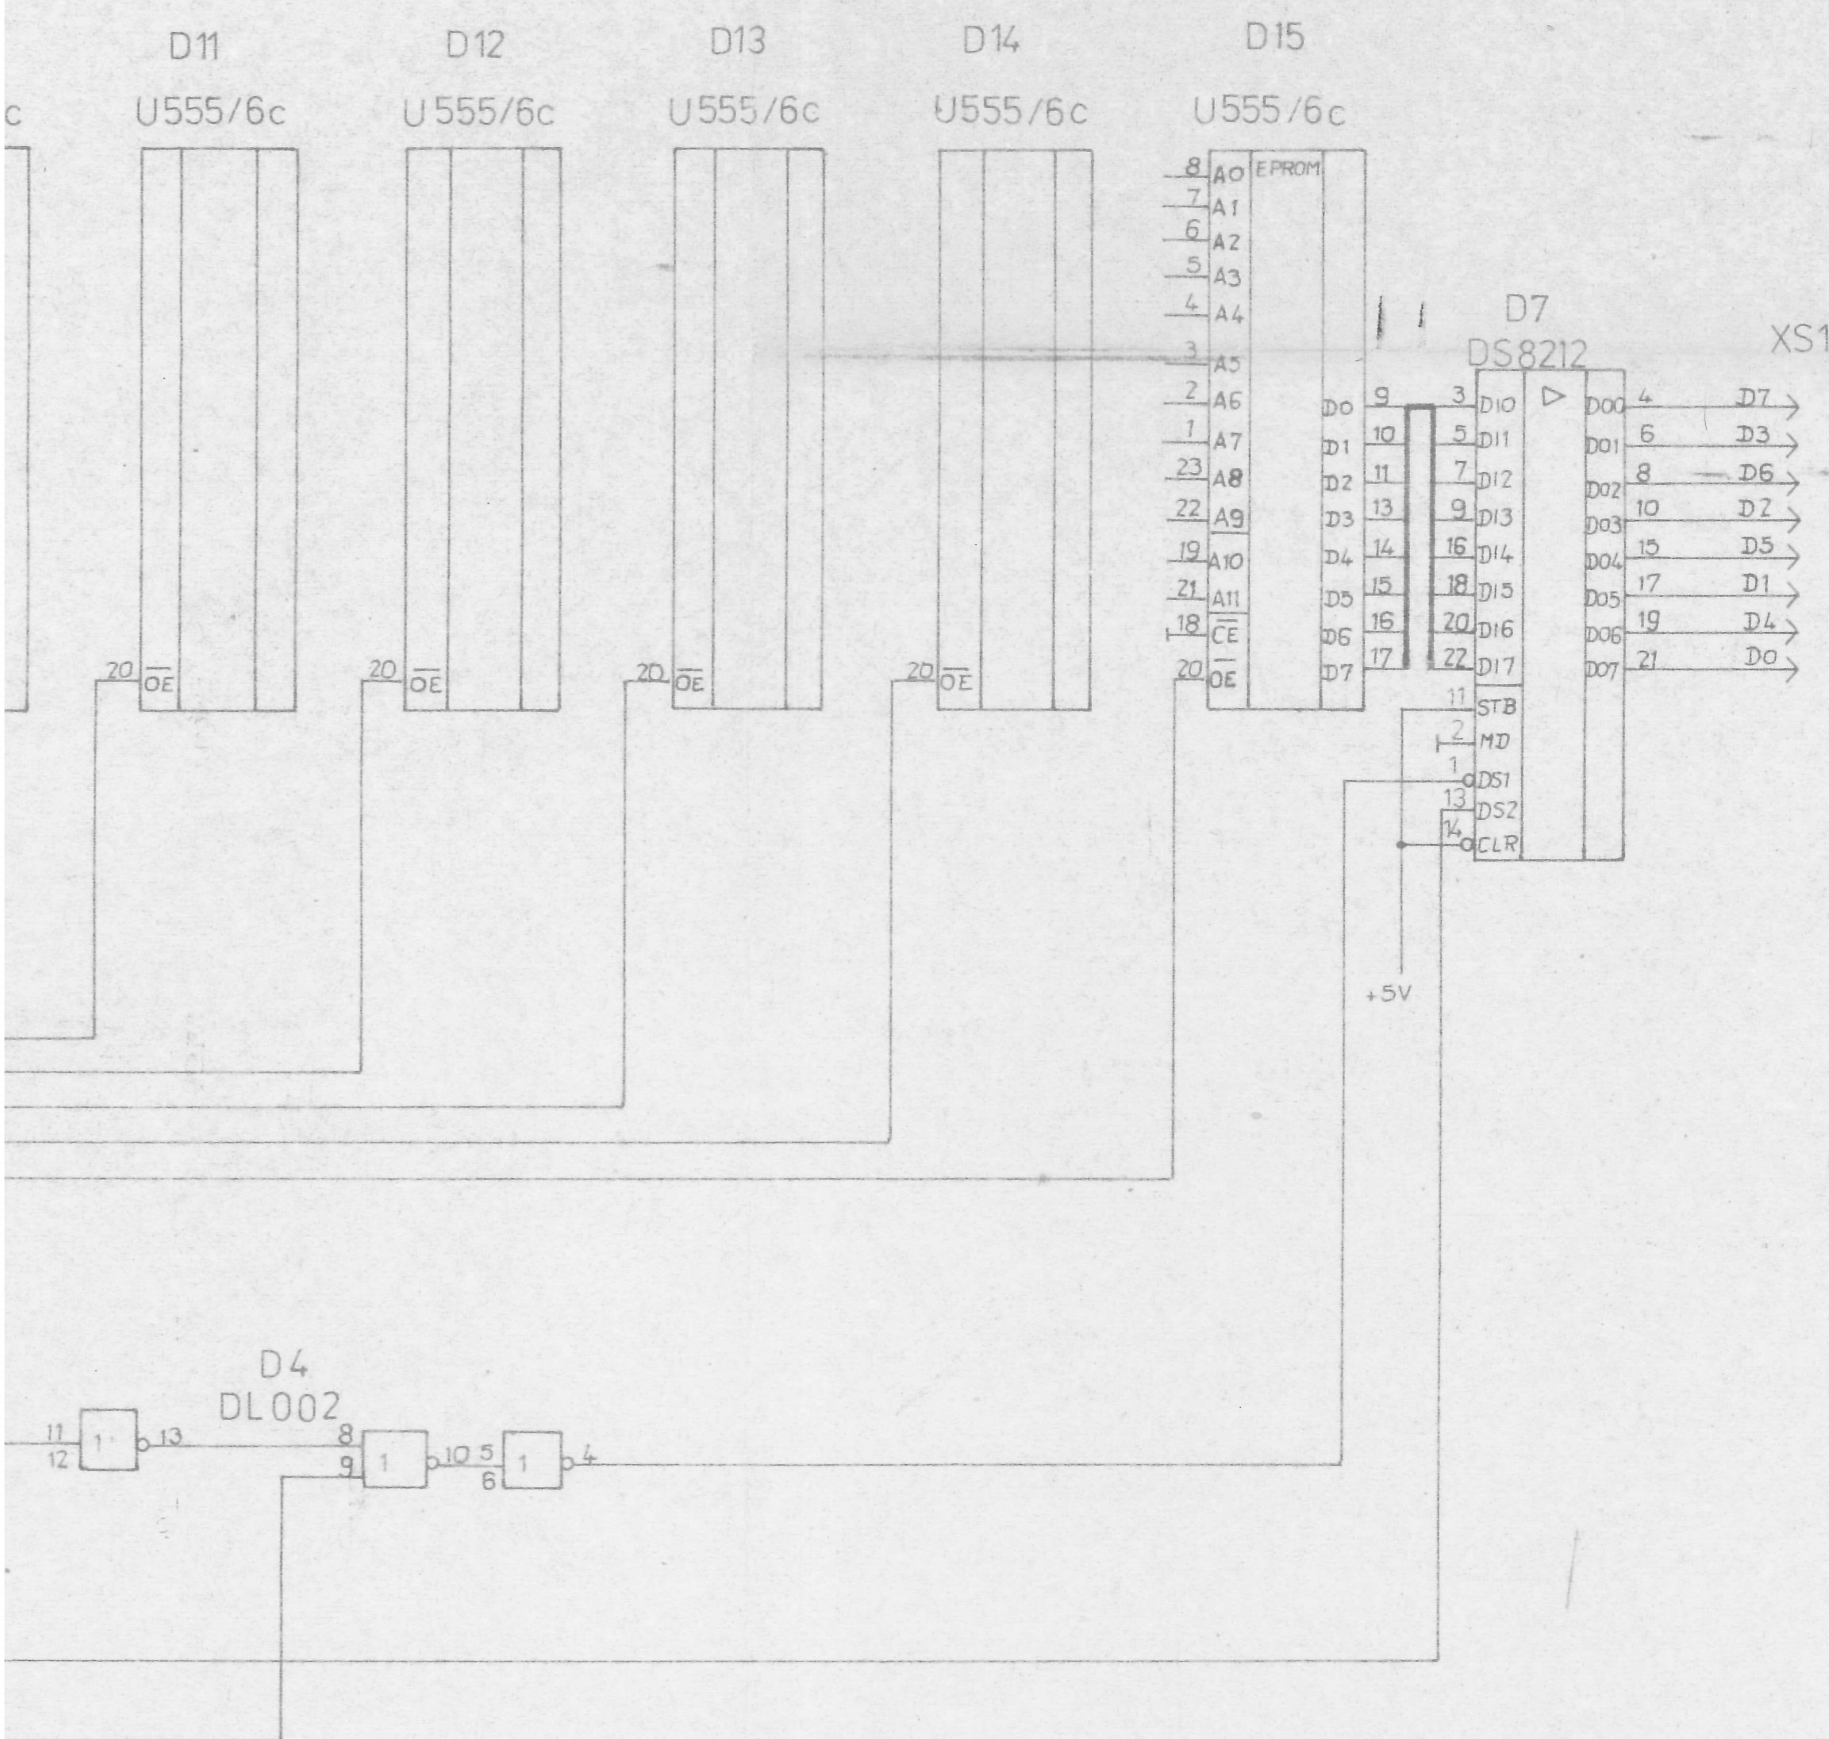 D11 D12 D13 D14 D15
c U555/6c U555/6c U555/6c U555/6c U555/6c
8 A0 EPROM
7 A1
6 A2
5 A3
4 A4
3 A5
2 A6
1 A7
23 A8
22 A9
19 A10
21 A11
18 CE
20 OE
D0 9
D1 10
D2 11
D3 13
D4 14
D5 15
D6 16
D7 17
20 OE 20 OE 20 OE 20 OE
D7
DS8212
XS1
3 DI0 ▷ DO0 4 D7
5 DI1 DO1 6 D3
7 DI2 DO2 8 D6
9 DI3 DO3 10 D2
16 DI4 DO4 15 D5
18 DI5 DO5 17 D1
20 DI6 DO6 19 D4
22 DI7 DO7 21 D0
11 STB
2 MD
1 DS1
13 DS2
14 CLR
+5V
D4
DL002
11 12 1 13
8 9 1 10
5 6 1 4